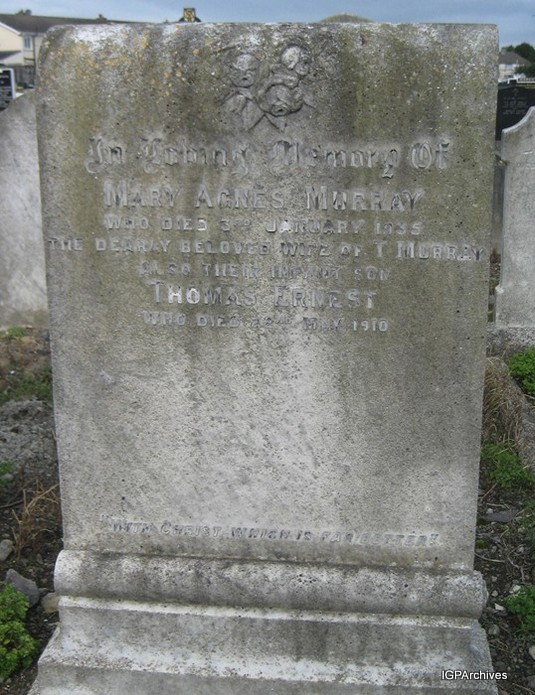 In Loving Memory Of
MARY AGNES MURRAY
WHO DIED 3RD JANUARY 1935
THE DEARLY BELOVED WIFE OF T MURRAY
ALSO THEIR INFANT SON
THOMAS ERNEST
WHO DIED MAY 1910
"WITH CHRIST WHICH IS FAR BETTER"
IGPArchives